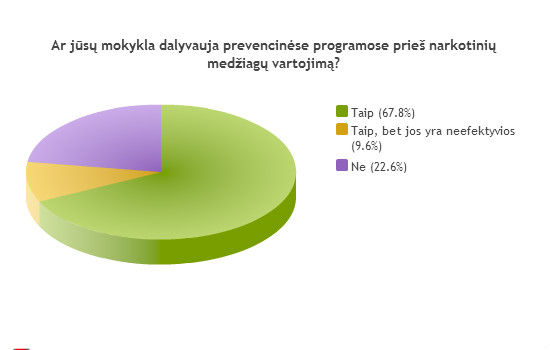 Ar jūsų mokykla dalyvauja prevencinėse programose prieš narkotinių
medžiagų vartojimą?
Taip (67.8%)
Taip, bet jos yra neefektyvios
(9.6%)
Ne (22.6%)